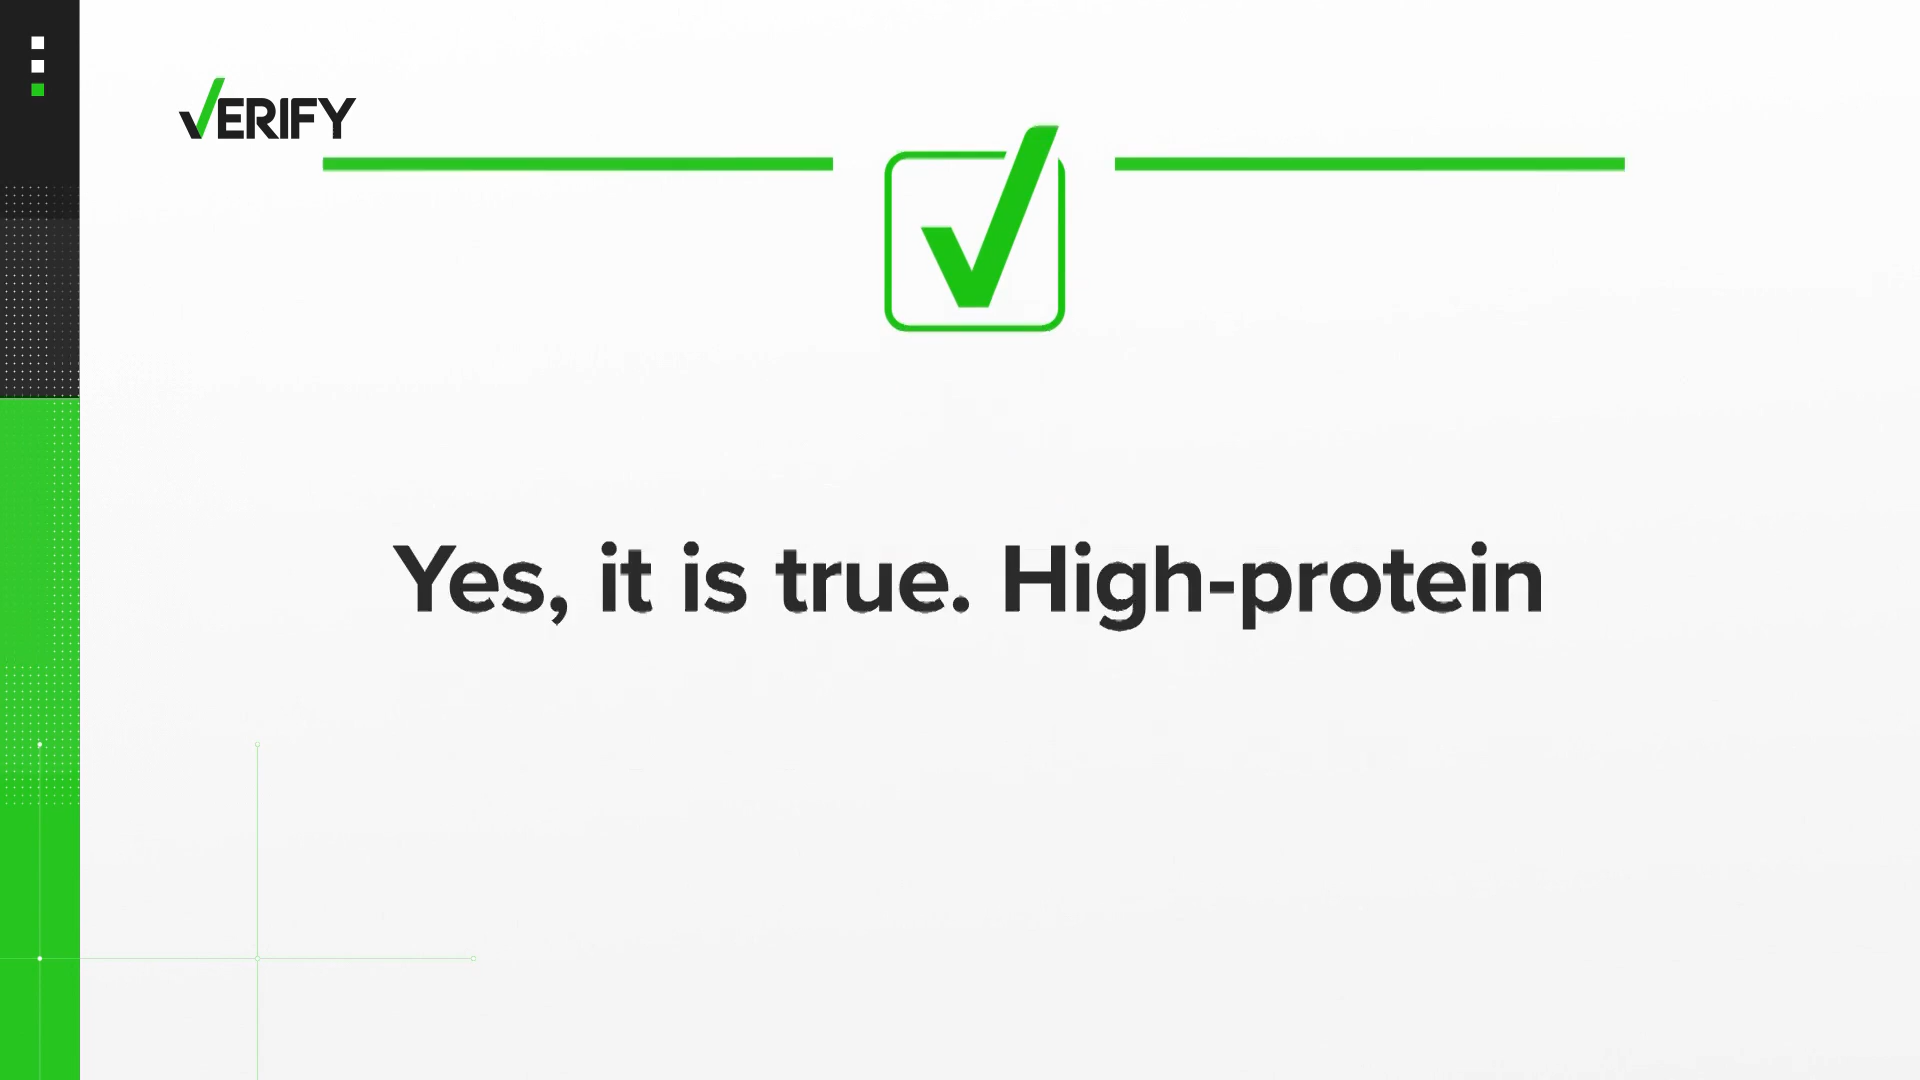 VERIFY
Yes, it is true. High-protein